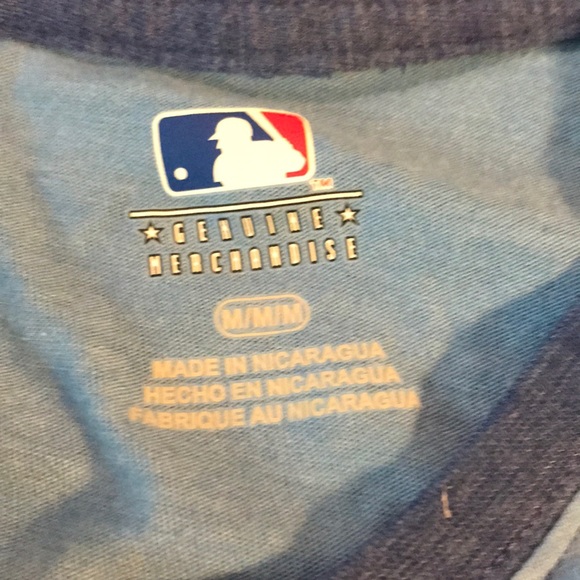 TM
GENUINE
MERCHANDISE
M/M/M
MADE IN NICARAGUA
HECHO EN NICARAGUA
FABRIQUE AU NICARAGUA